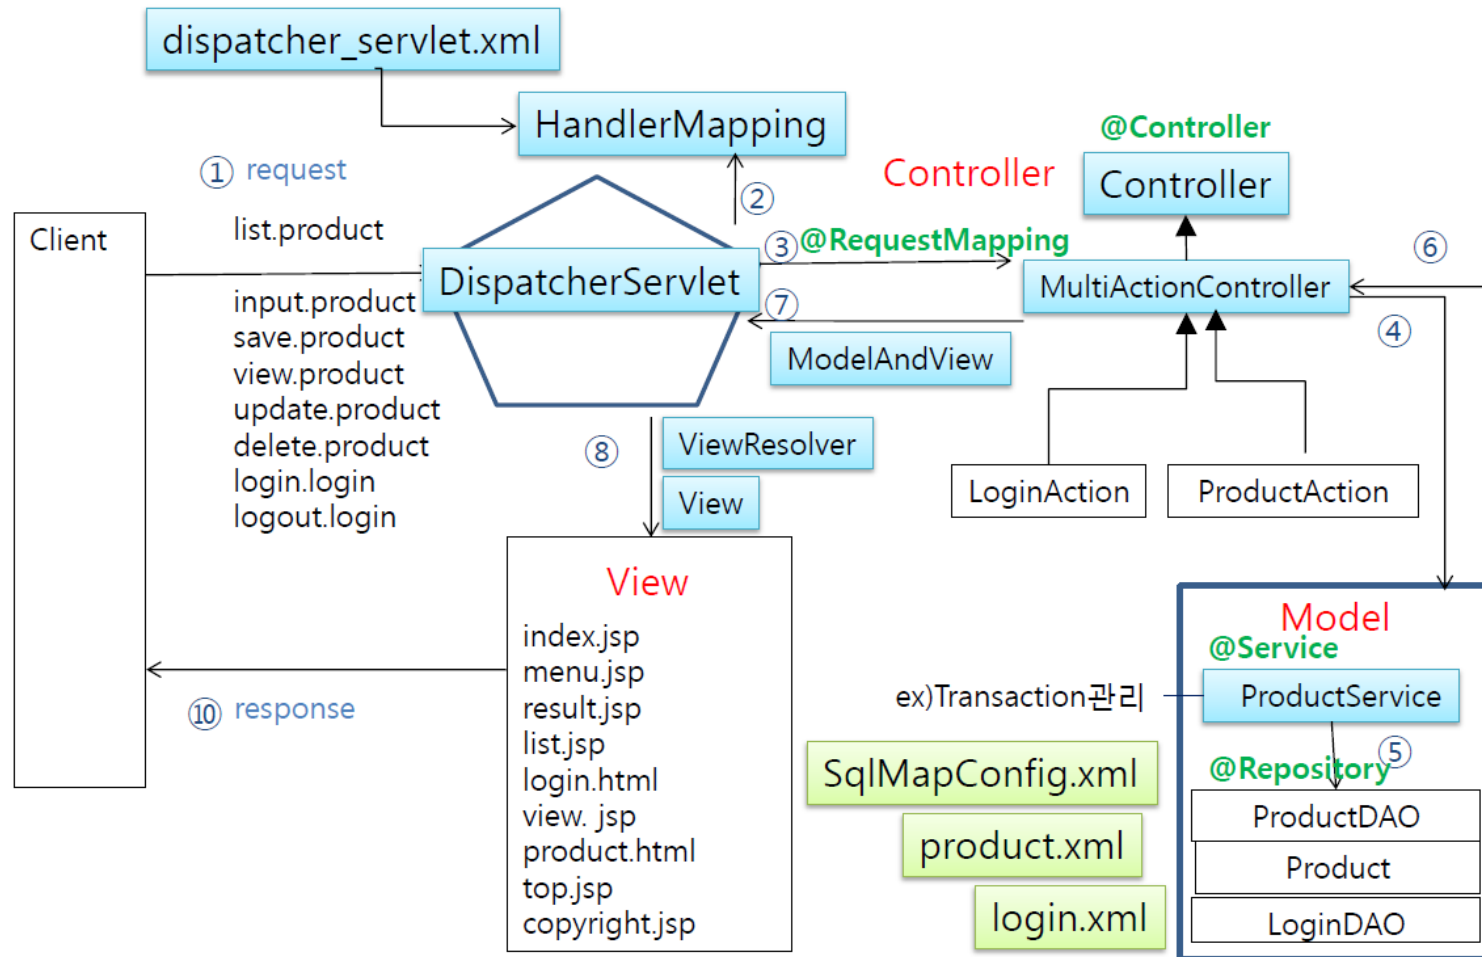 dispatcher_servlet.xml
HandlerMapping
@Controller
Controller
Controller
① request
②
Client
list.product
③ @RequestMapping
⑥
DispatcherServlet
MultiActionController
input.product
⑦
④
save.product
ModelAndView
view.product
update.product
delete.product
⑧
ViewResolver
login.login
View
LoginAction
ProductAction
logout.login
View
index.jsp
menu.jsp
result.jsp
list.jsp
login.html
view. jsp
product.html
top.jsp
copyright.jsp
⑩ response
Model
@Service
ex)Transaction관리
ProductService
⑤
@Repository
SqlMapConfig.xml
ProductDAO
product.xml
Product
login.xml
LoginDAO